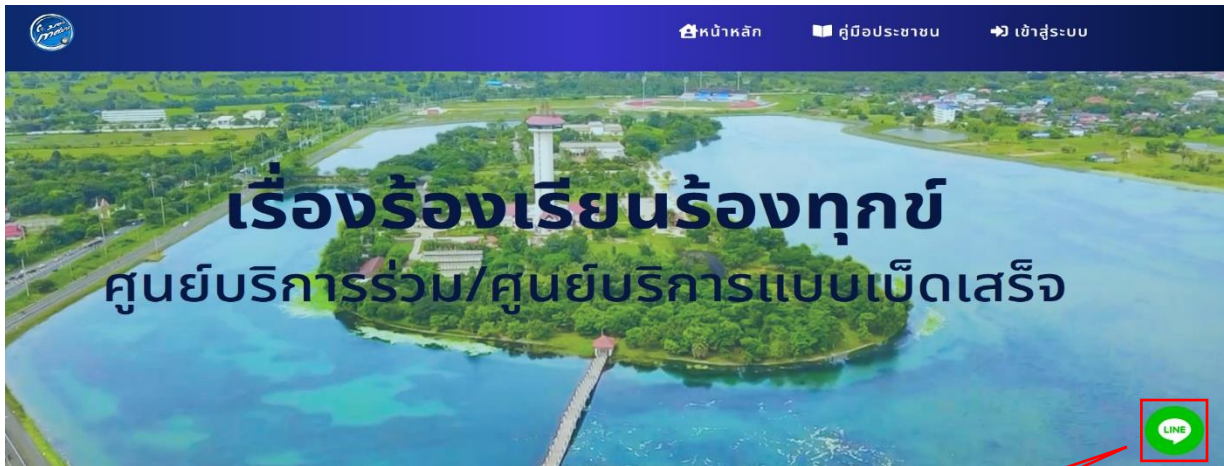 หน้าหลัก
คู่มือประชาชน
เข้าสู่ระบบ
เรื่องร้องเรียนร้องทุกข์
ศูนย์บริการร่วม/ศูนย์บริการแบบเบ็ดเสร็จ
LINE